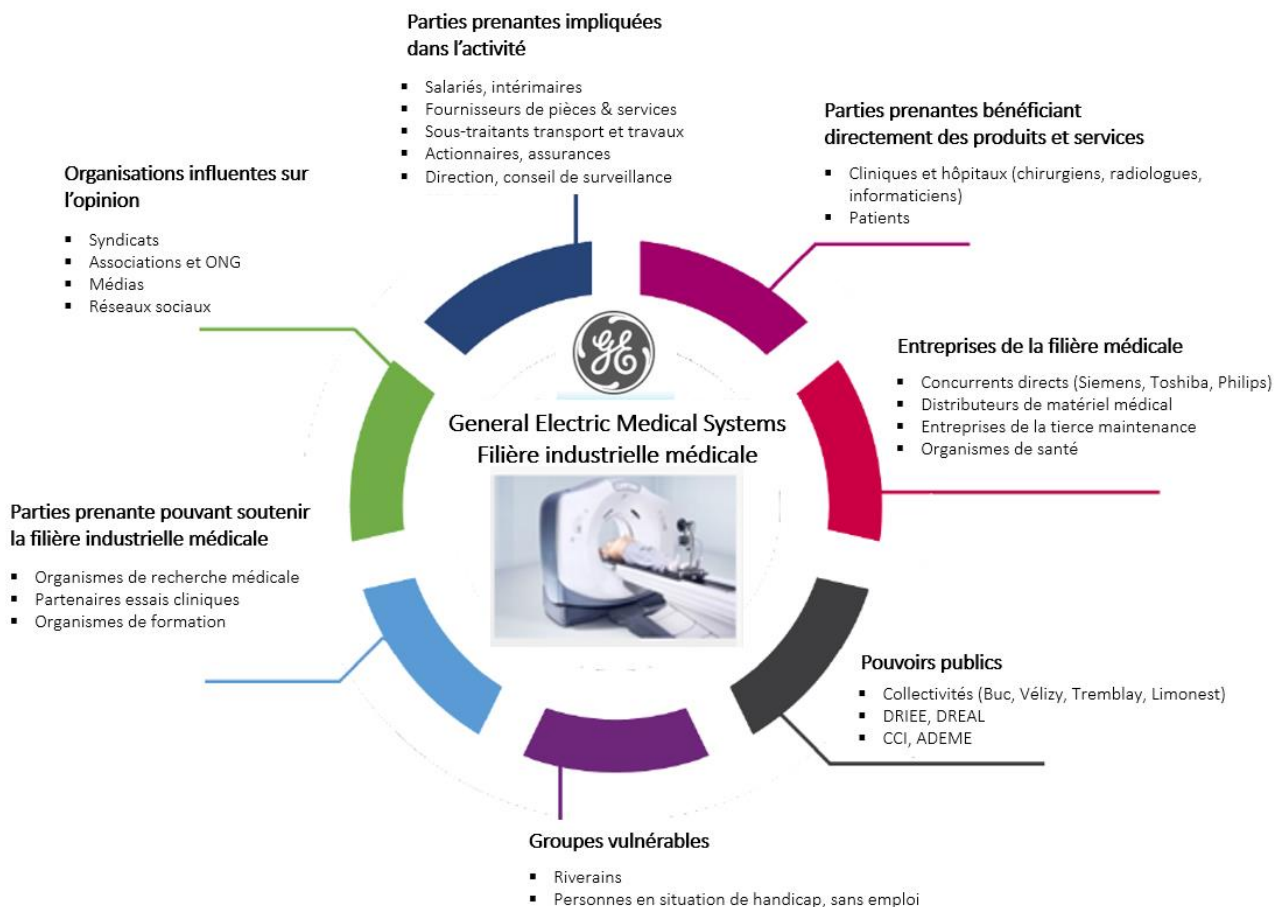 Parties prenantes impliquées
dans l'activité
▪ Salariés, intérimaires
▪ Fournisseurs de pièces & services
▪ Sous-traitants transport et travaux
▪ Actionnaires, assurances
▪ Direction, conseil de surveillance
Parties prenantes bénéficiant
directement des produits et services
▪ Cliniques et hôpitaux (chirurgiens, radiologues,
informaticiens)
▪ Patients
Organisations influentes sur
l'opinion
▪ Syndicats
▪ Associations et ONG
▪ Médias
▪ Réseaux sociaux
Entreprises de la filière médicale
▪ Concurrents directs (Siemens, Toshiba, Philips)
▪ Distributeurs de matériel médical
▪ Entreprises de la tierce maintenance
▪ Organismes de santé
GE
General Electric Medical Systems
Filière industrielle médicale
Parties prenante pouvant soutenir
la filière industrielle médicale
▪ Organismes de recherche médicale
▪ Partenaires essais cliniques
▪ Organismes de formation
Pouvoirs publics
▪ Collectivités (Buc, Vélizy, Tremblay, Limonest)
▪ DRIEE, DREAL
▪ CCI, ADEME
Groupes vulnérables
▪ Riverains
▪ Personnes en situation de handicap, sans emploi